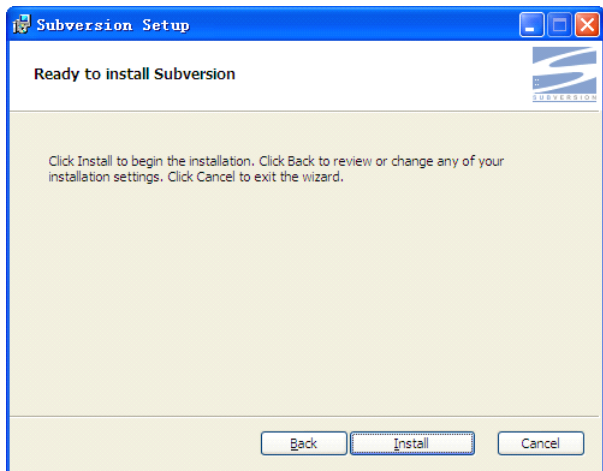 Subversion Setup
Ready to install Subversion
SUBVERSION
Click Install to begin the installation. Click Back to review or change any of your
installation settings. Click Cancel to exit the wizard.
Back
Install
Cancel